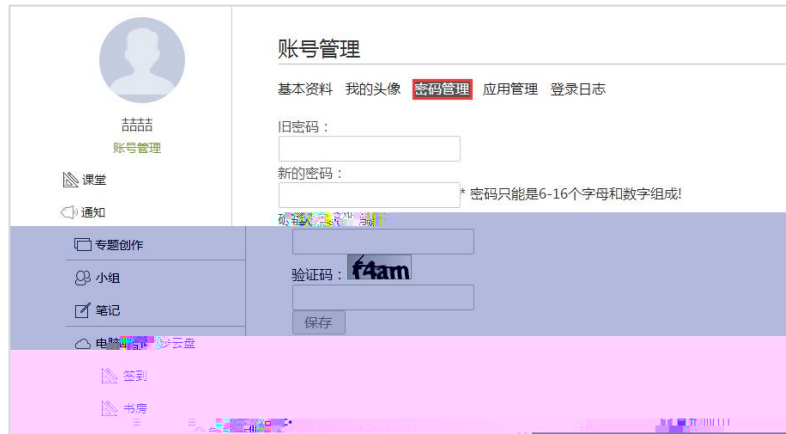 账号管理
基本资料 我的头像 密码管理 应用管理 登录日志
喆喆
账号管理
课堂
通知
专题创作
小组
笔记
云盘
签到
书房
旧密码：
新的密码：
* 密码只能是6-16个字母和数字组成!
验证码： f4am
保存